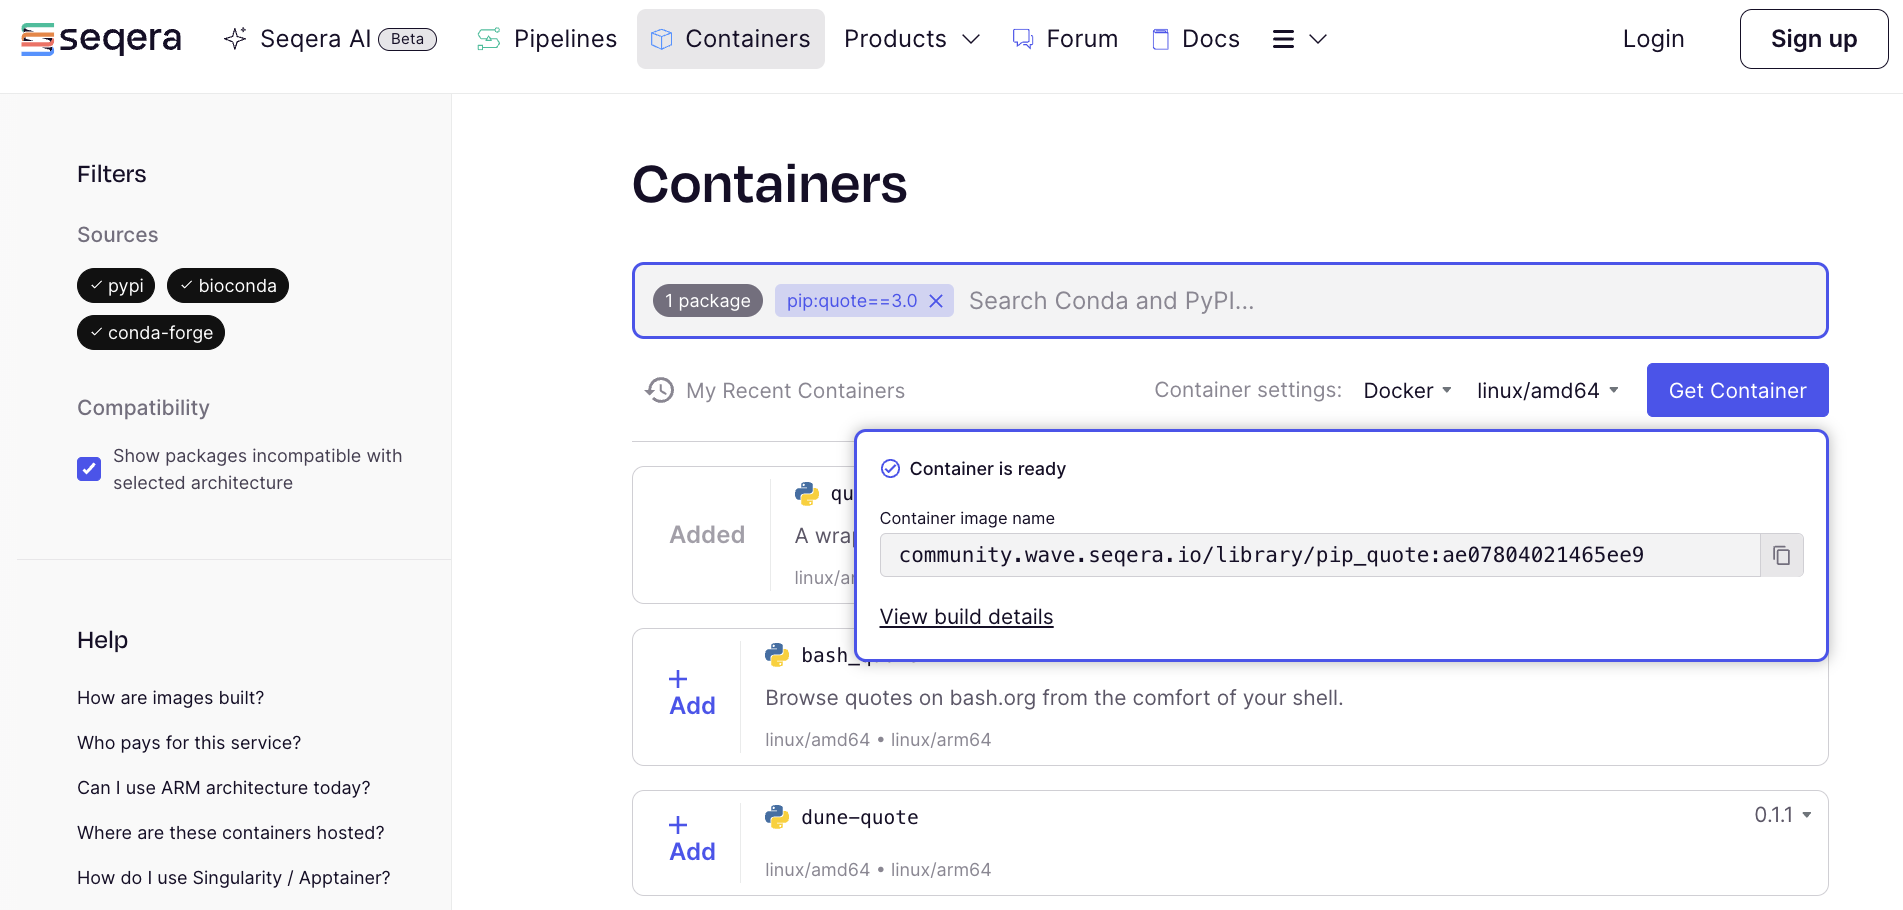 seqera
Seqera AI Beta
Pipelines
Containers
Products
Forum
Docs
Login
Sign up
Filters
Sources
pypi
bioconda
conda-forge
Compatibility
Show packages incompatible with
selected architecture
Help
How are images built?
Who pays for this service?
Can I use ARM architecture today?
Where are these containers hosted?
How do I use Singularity / Apptainer?
Containers
1 package pip:quote==3.0 Search Conda and PyPI...
My Recent Containers
Container settings: Docker linux/amd64 Get Container
Container is ready
Container image name
community.wave.seqera.io/library/pip_quote:ae07804021465ee9
View build details
Added
qu
A wrap
linux/ar
+
Add
bash_
Browse quotes on bash.org from the comfort of your shell.
linux/amd64 • linux/arm64
+
Add
dune-quote
0.1.1
linux/amd64 • linux/arm64